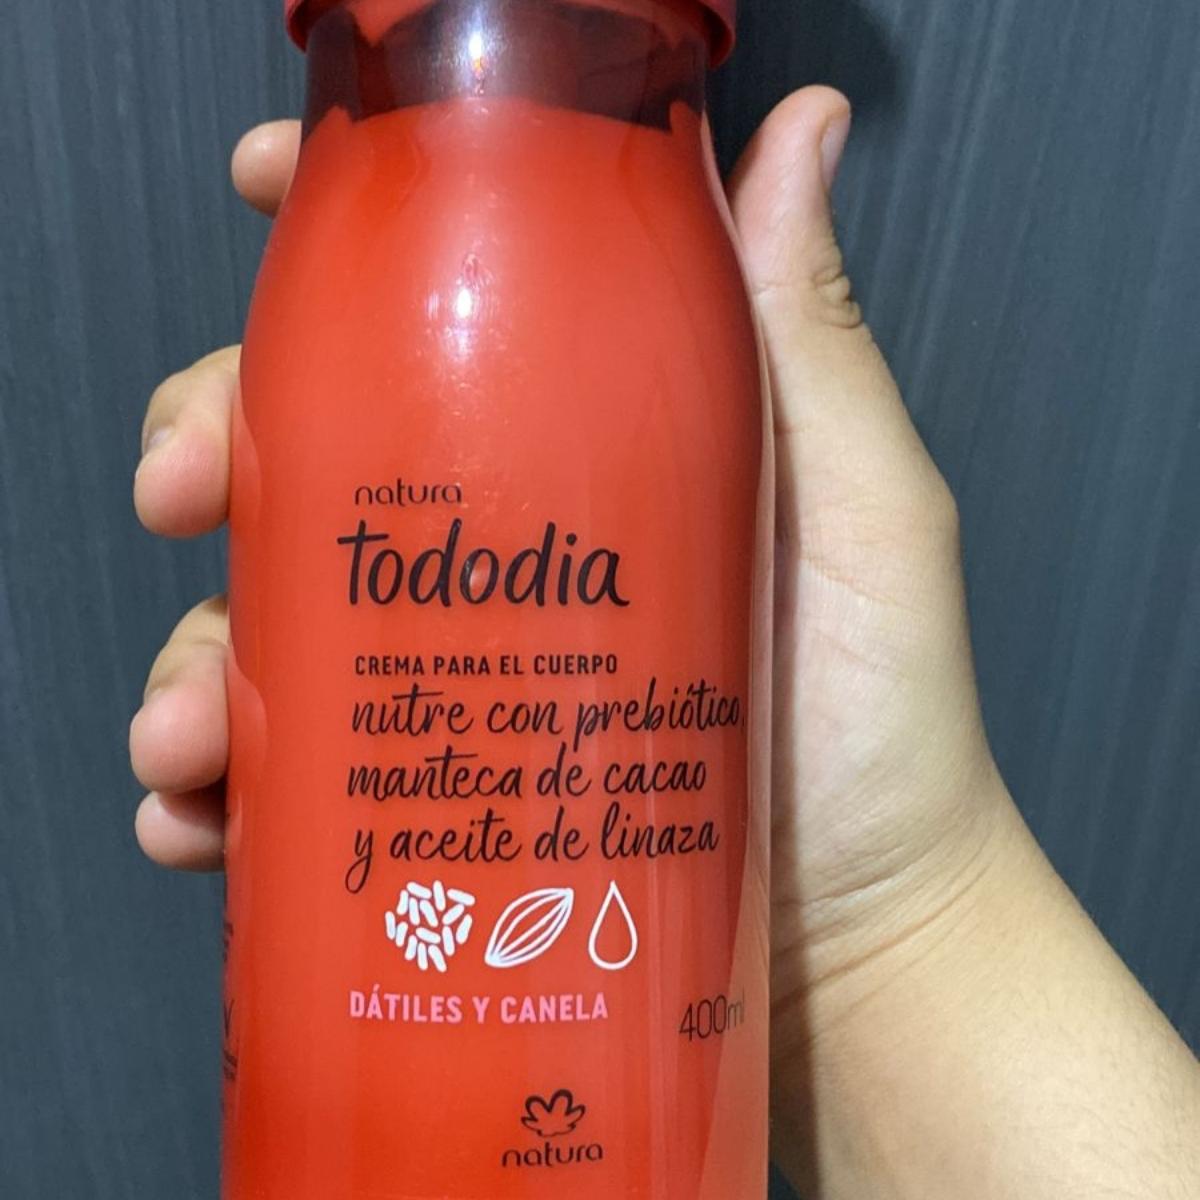 natura
tododia
CREMA PARA EL CUERPO
nutre con prebiótico,
manteca de cacao
y aceite de linaza
DÁTILES Y CANELA
400ml
natura